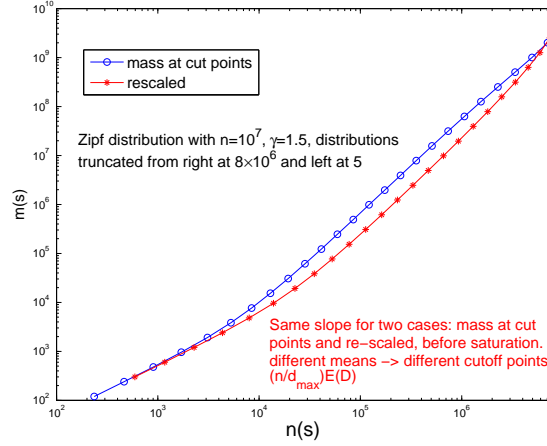 10^10
10^9
10^8
10^7
10^6
10^5
10^4
10^3
10^2
m(s)
mass at cut points
rescaled
Zipf distribution with n=10^7, γ=1.5, distributions
truncated from right at 8×10^6 and left at 5
Same slope for two cases: mass at cut
points and re-scaled, before saturation.
different means -> different cutoff points
(n/d_max)E(D)
10^2 10^3 10^4 10^5 10^6
n(s)